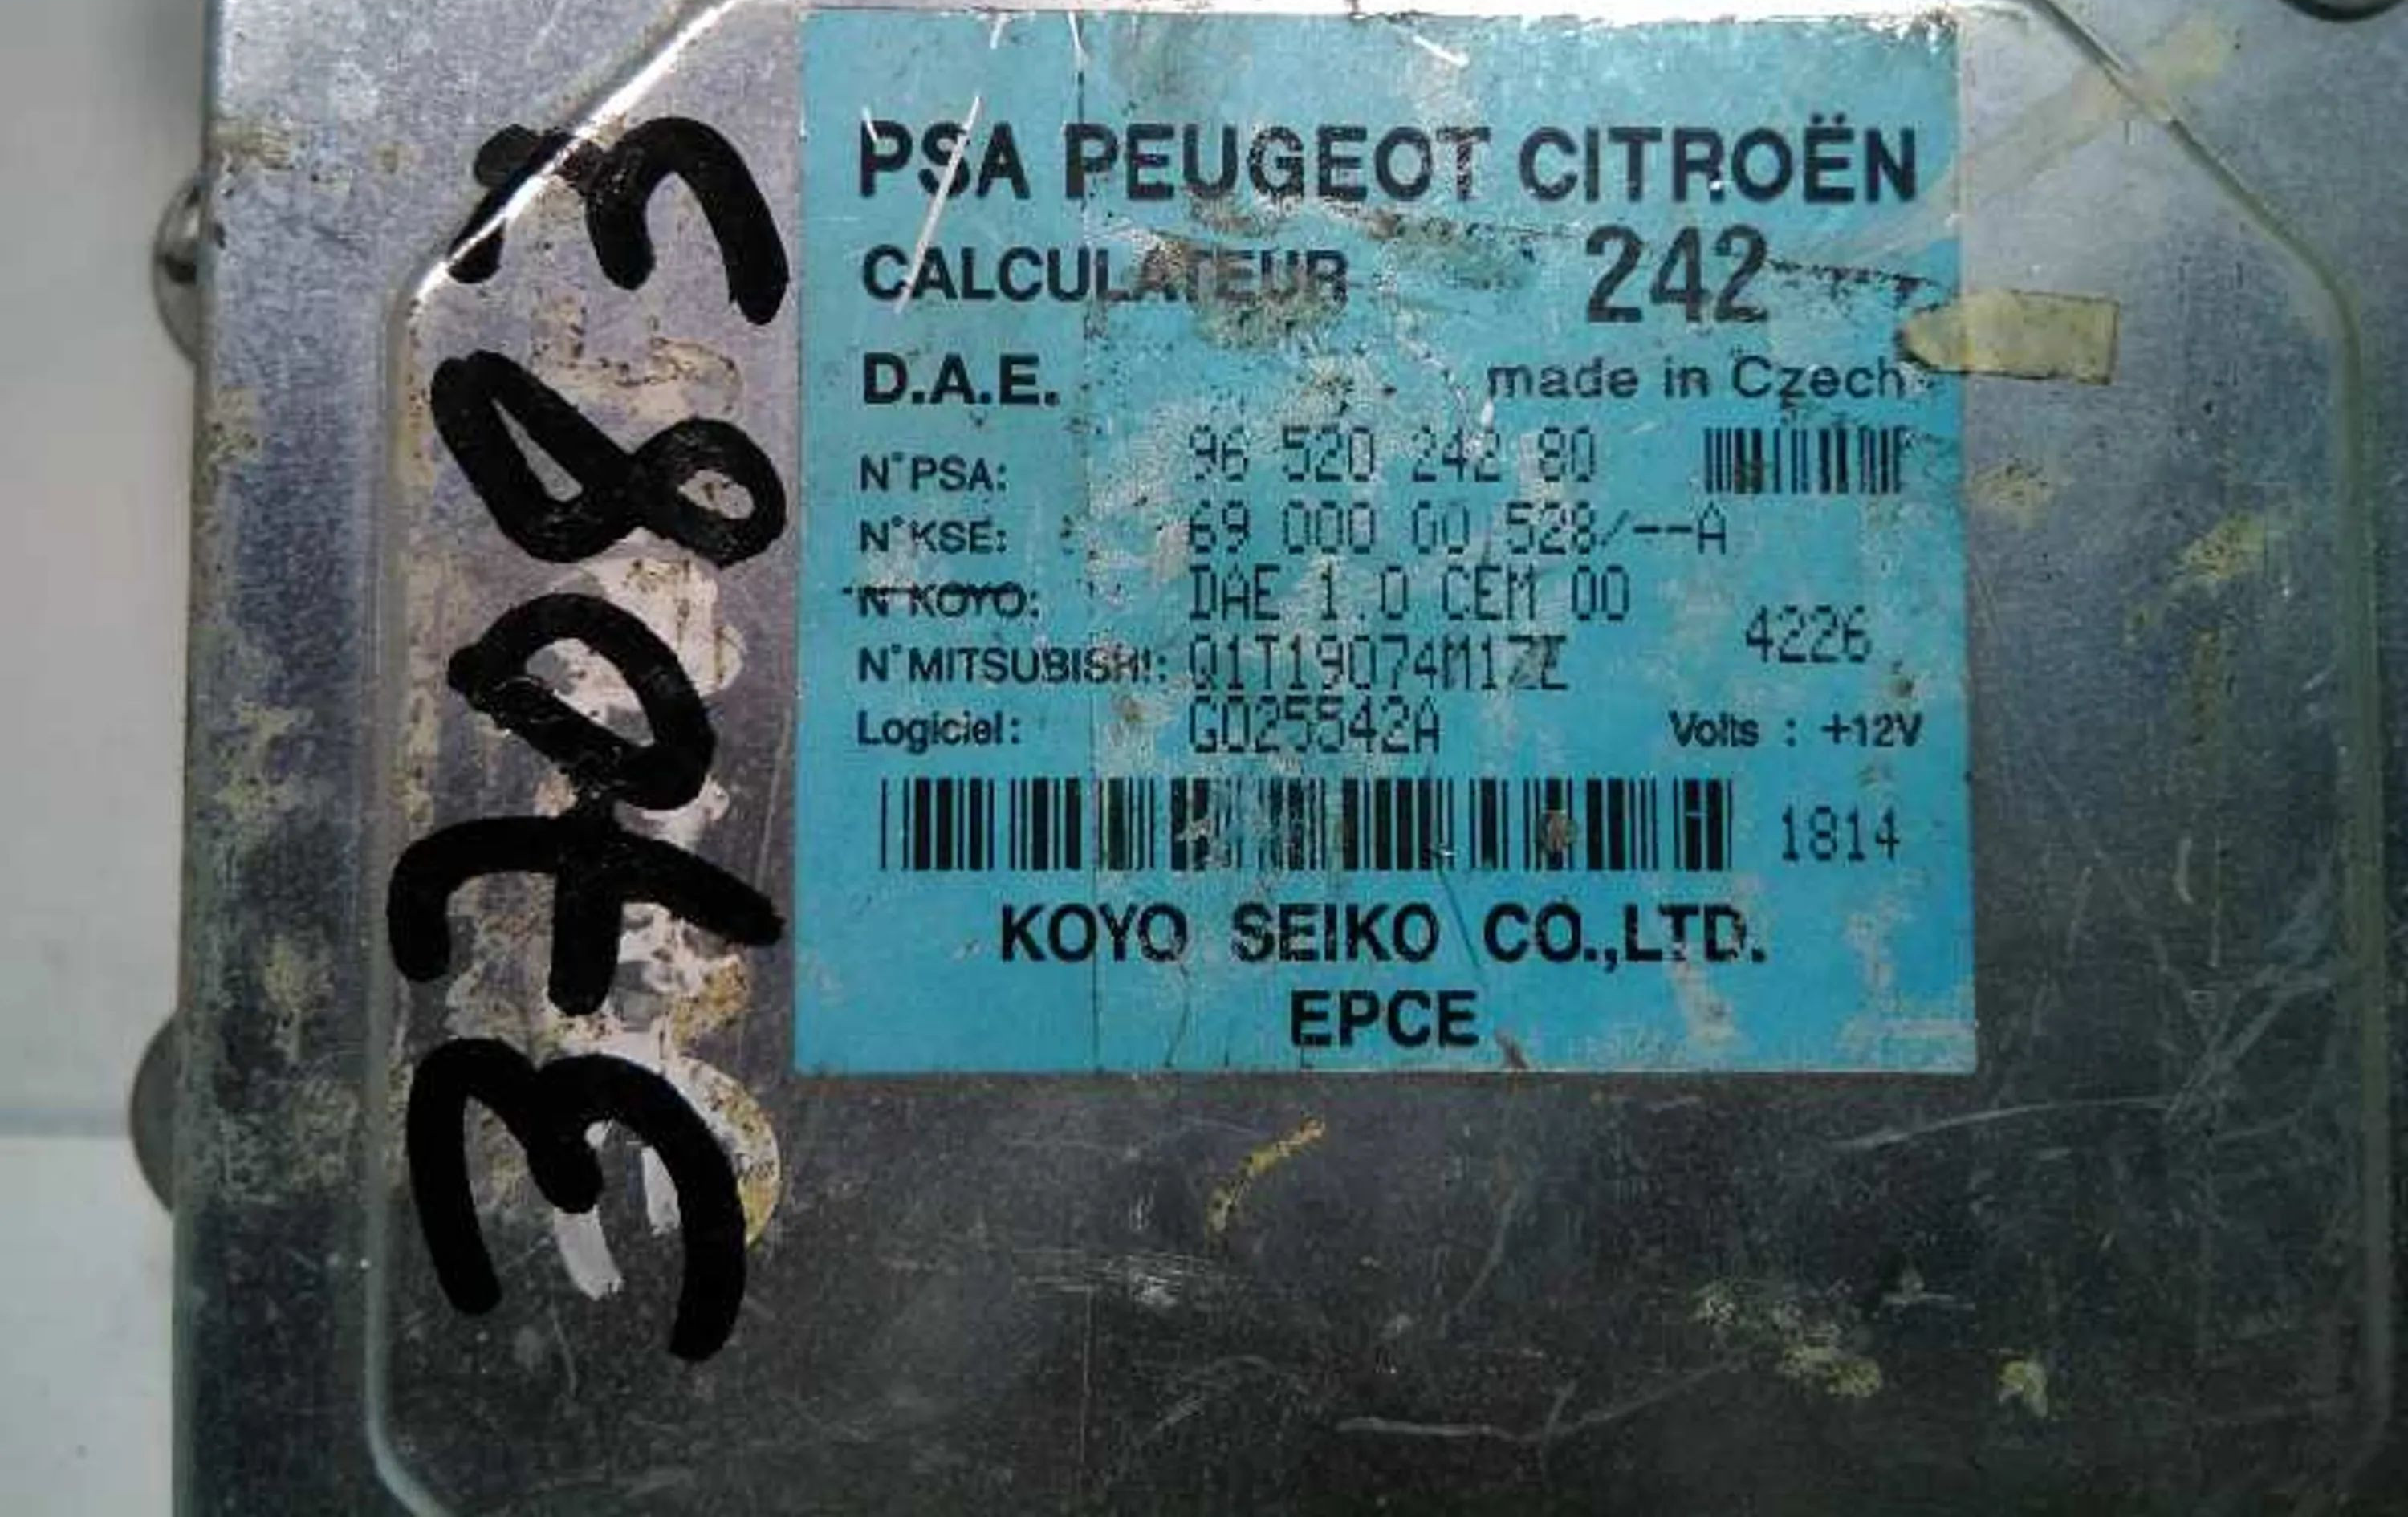 PSA PEUGEOT CITROËN
CALCULATEUR 242
D.A.E. made in Czech
N°PSA: 96 520 242 80
N°KSE: 69 000 00 528/--A
N°KOYO: DAE 1.0 CEM 00
4226
N°MITSUBISHI: Q1T19074M1ZE
Logiciel: G025542A Volts : +12V
1814
KOYO SEIKO CO.,LTD.
EPCE